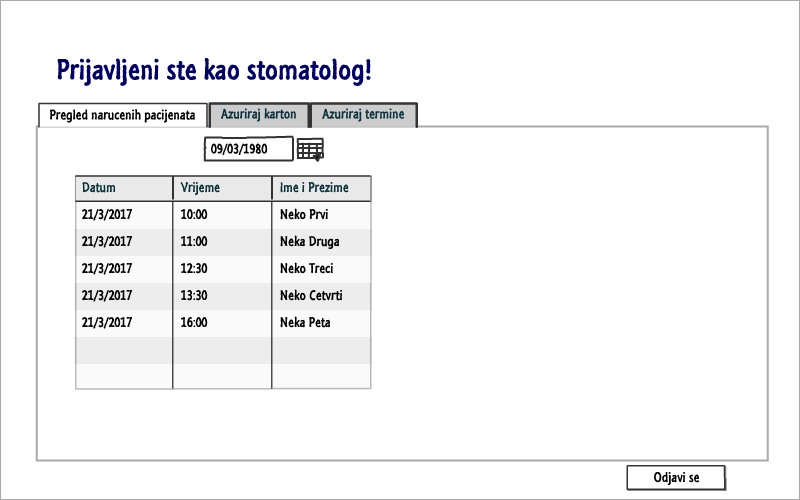 Prijavljeni ste kao stomatolog!
Pregled narucenih pacijenata Azuriraj karton Azuriraj termine
09/03/1980
Datum Vrijeme Ime i Prezime
21/3/2017 10:00 Neko Prvi
21/3/2017 11:00 Neka Druga
21/3/2017 12:30 Neko Treci
21/3/2017 13:30 Neko Cetvrti
21/3/2017 16:00 Neka Peta
Odjavi se